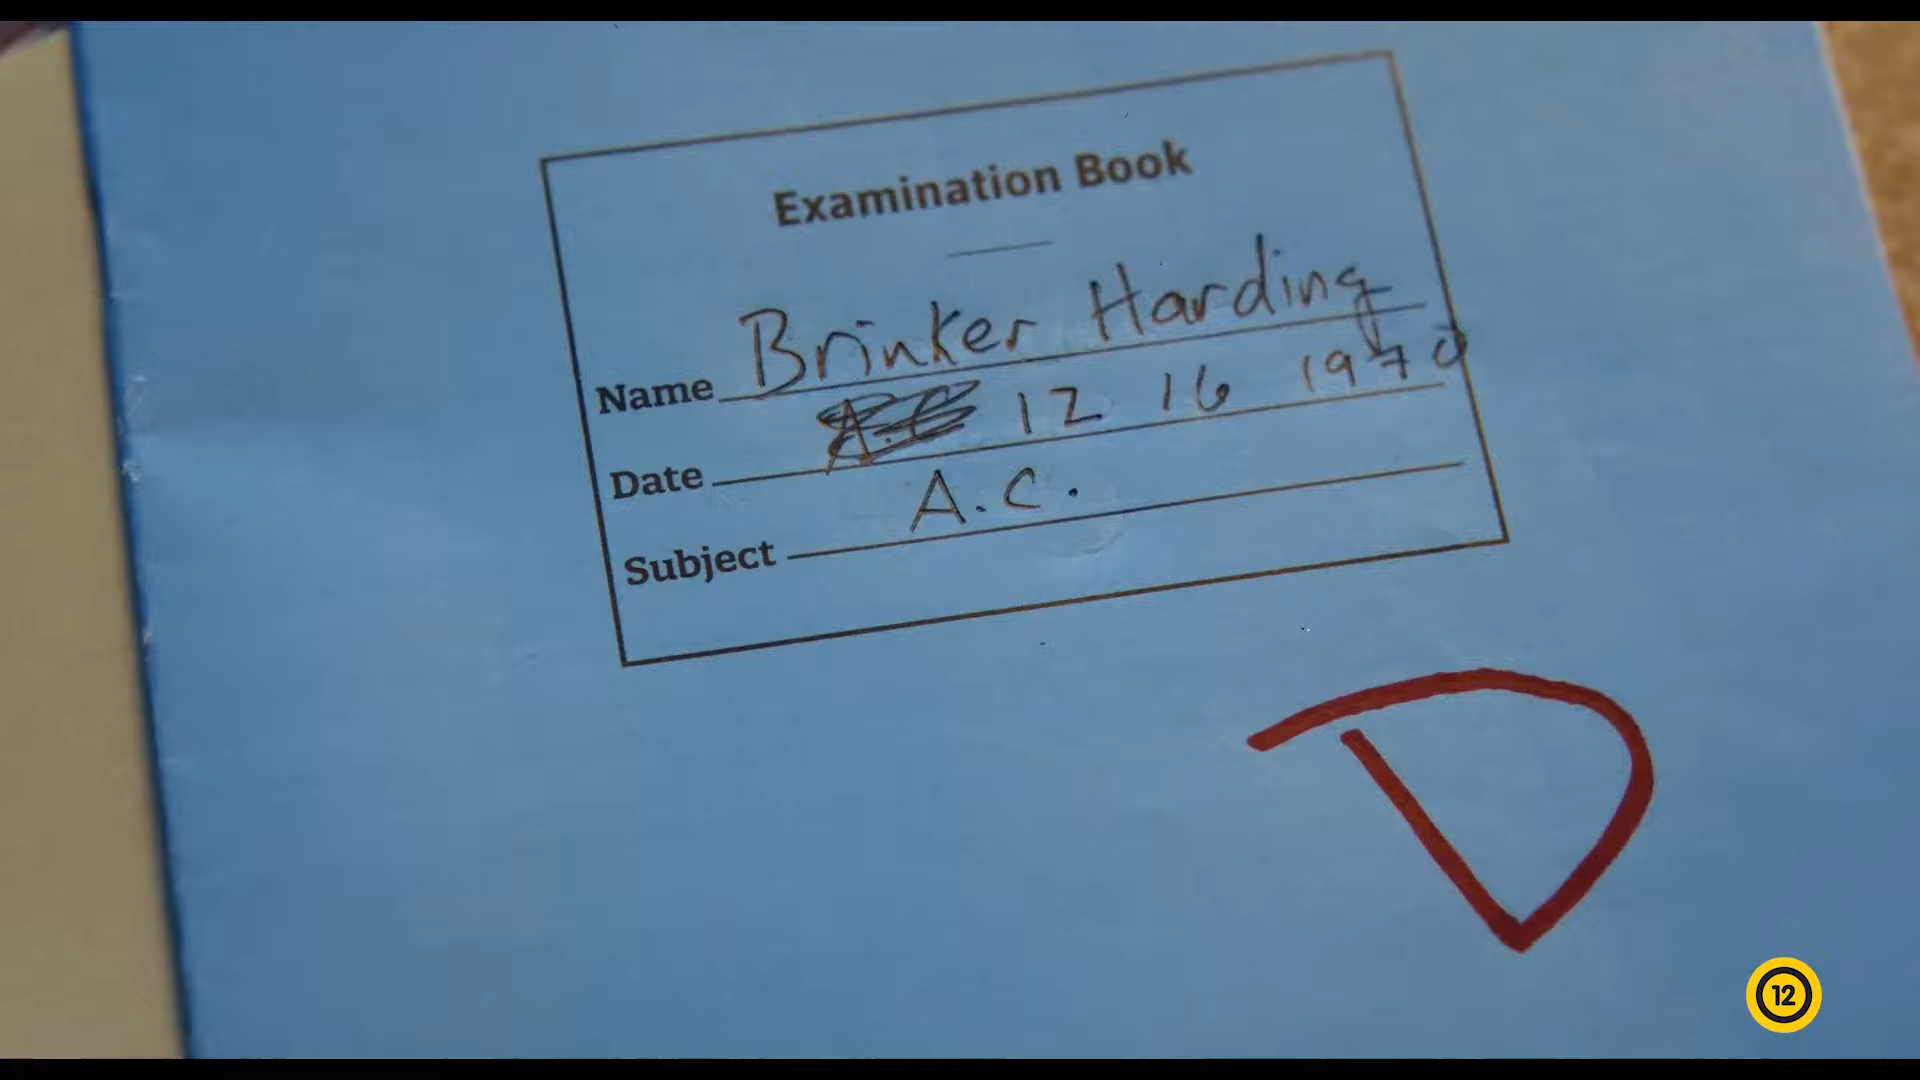 Examination Book
Name Brinker Harding
Date 12 16 1970
Subject A.C.
D
12